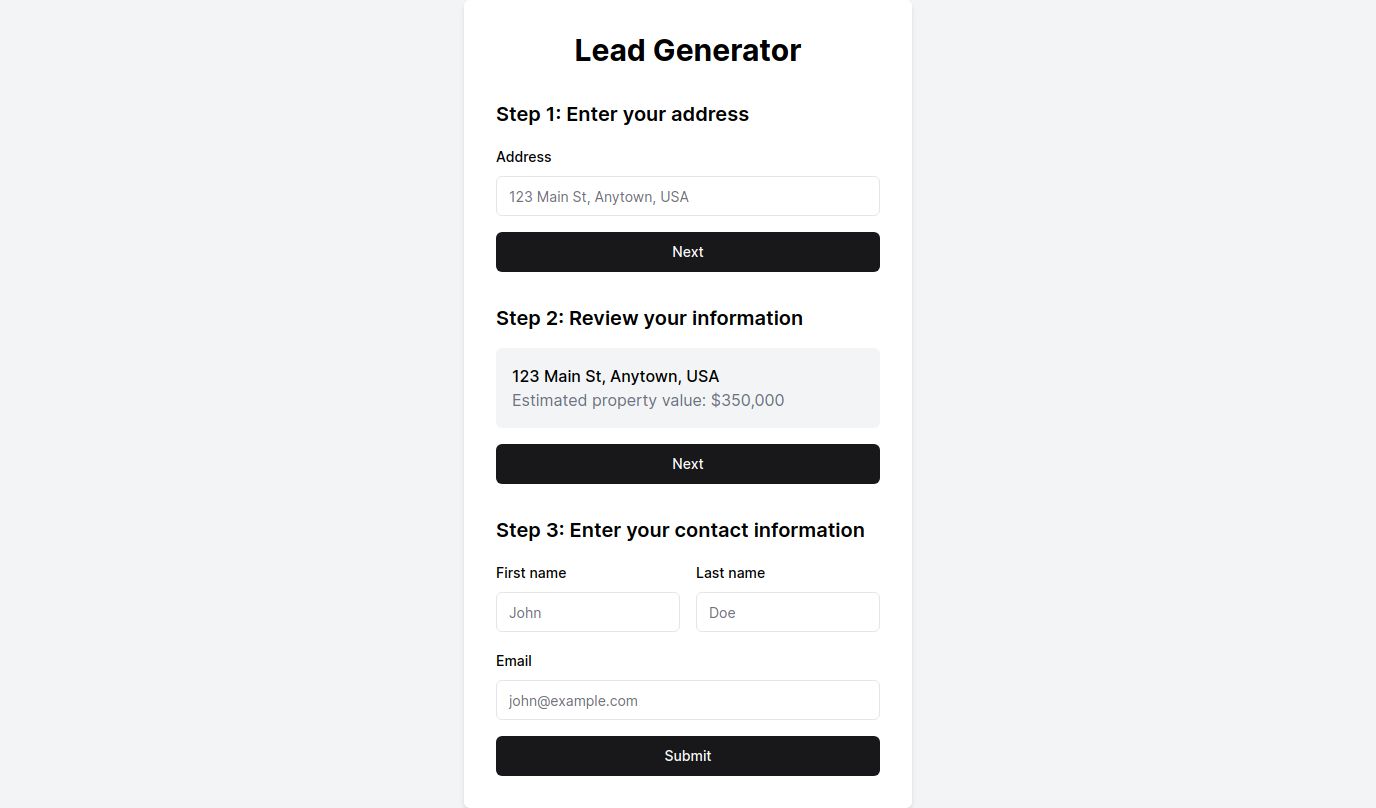 Lead Generator
Step 1: Enter your address
Address
123 Main St, Anytown, USA
Next
Step 2: Review your information
123 Main St, Anytown, USA
Estimated property value: $350,000
Next
Step 3: Enter your contact information
First name Last name
John Doe
Email
john@example.com
Submit